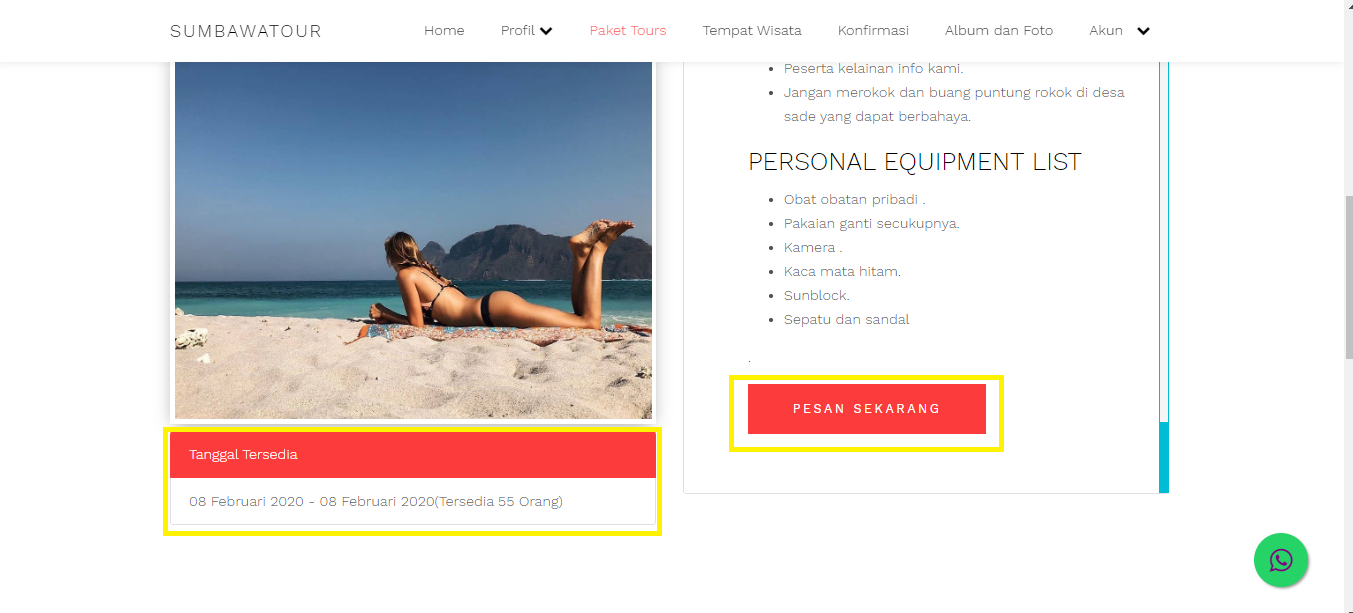 SUMBAWATOUR
Home
Profil
Paket Tours
Tempat Wisata
Konfirmasi
Album dan Foto
Akun
Peserta kelainan info kami.
Jangan merokok dan buang puntung rokok di desa
sade yang dapat berbahaya.
PERSONAL EQUIPMENT LIST
Obat obatan pribadi .
Pakaian ganti secukupnya.
Kamera .
Kaca mata hitam.
Sunblock.
Sepatu dan sandal
.
PESAN SEKARANG
Tanggal Tersedia
08 Februari 2020 - 08 Februari 2020(Tersedia 55 Orang)